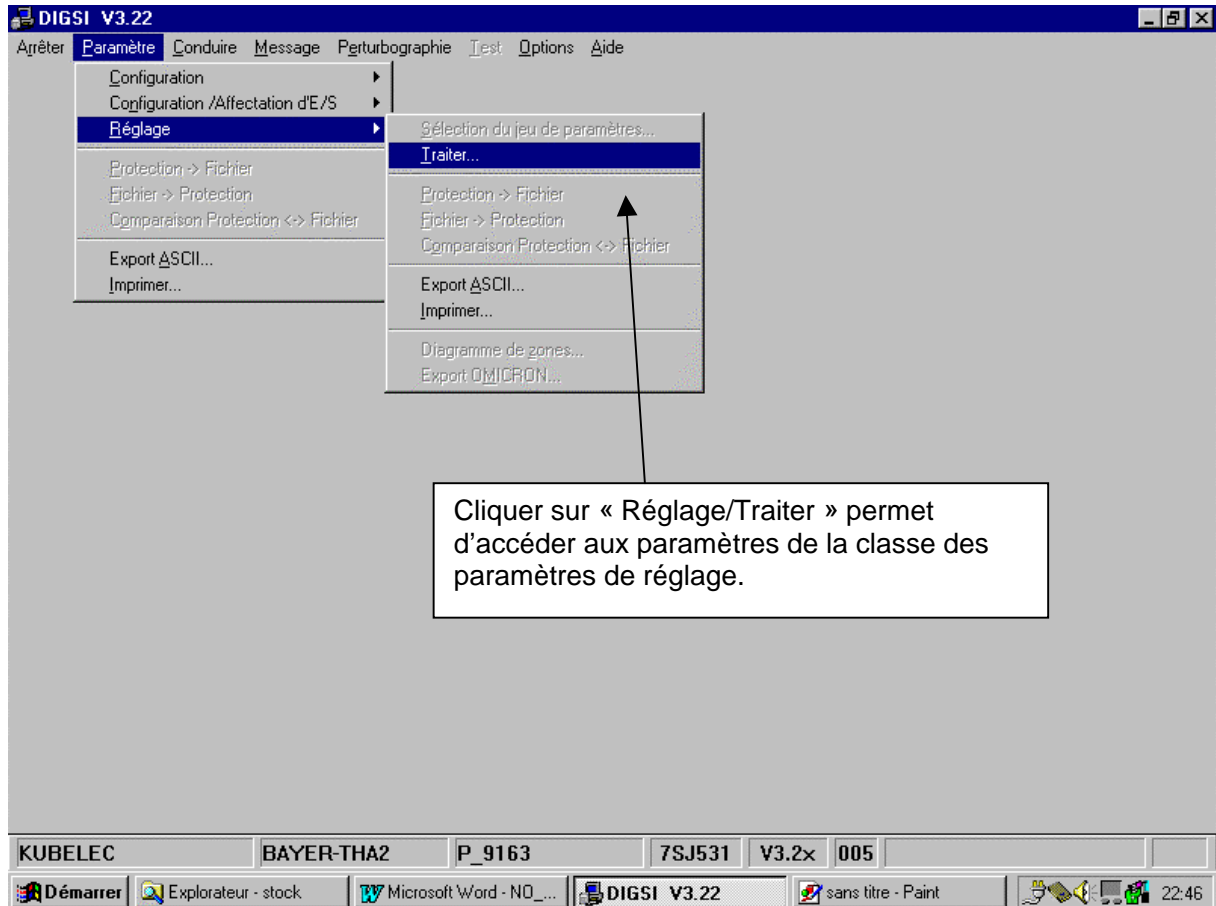 DIGSI V3.22
Arrêter Paramètre Conduire Message Perturbographie Test Options Aide
Configuration
Configuration /Affectation d'E/S
Réglage
Protection -> Fichier
Fichier -> Protection
Comparaison Protection <-> Fichier
Export ASCII...
Imprimer...
Sélection du jeu de paramètres...
Traiter...
Protection -> Fichier
Fichier -> Protection
Comparaison Protection <-> Fichier
Export ASCII...
Imprimer...
Diagramme de zones...
Export OMICRON...
Cliquer sur « Réglage/Traiter » permet
d'accéder aux paramètres de la classe des
paramètres de réglage.
KUBELEC BAYER-THA2 P_9163 7SJ531 V3.2x 005
Démarrer Explorateur - stock Microsoft Word - NO_... DIGSI V3.22 sans titre - Paint 22:46